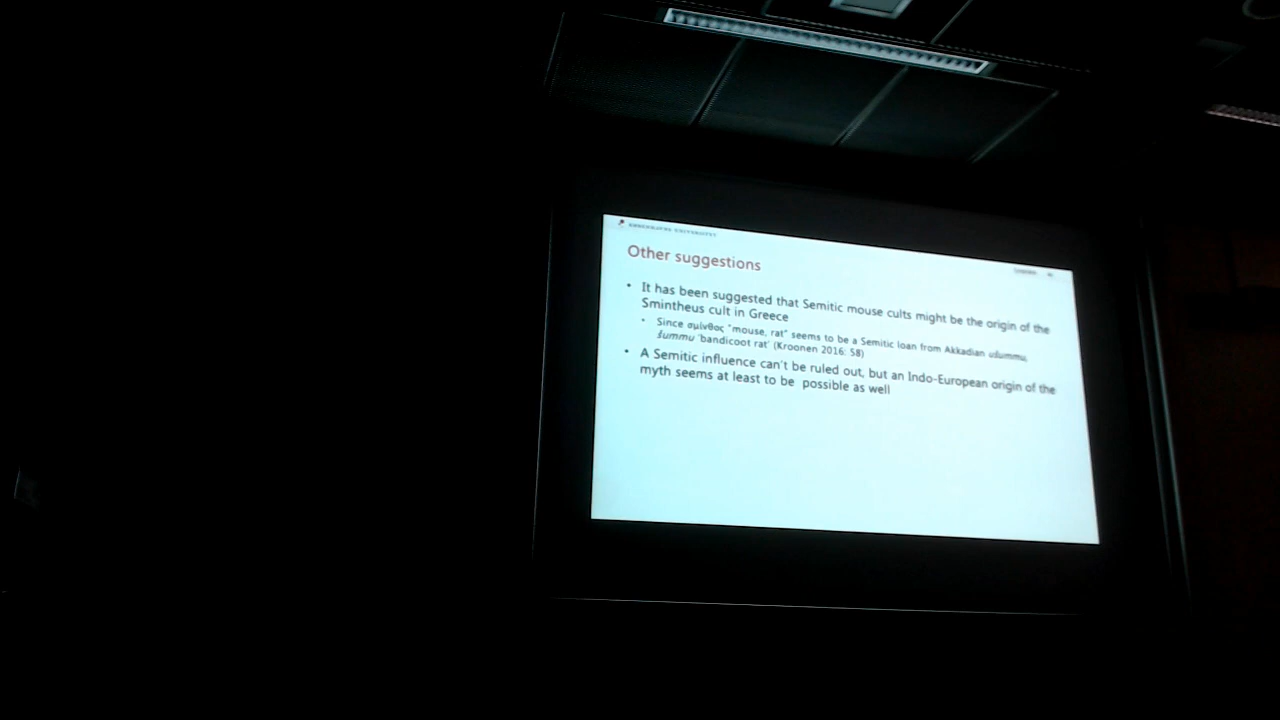 KØBENHAVNS UNIVERSITET
Other suggestions
• It has been suggested that Semitic mouse cults might be the origin of the
Smintheus cult in Greece
• Since σμίνθος "mouse, rat" seems to be a Semitic loan from Akkadian ušummu,
šummu 'bandicoot rat' (Kroonen 2016: 58)
• A Semitic influence can't be ruled out, but an Indo-European origin of the
myth seems at least to be possible as well